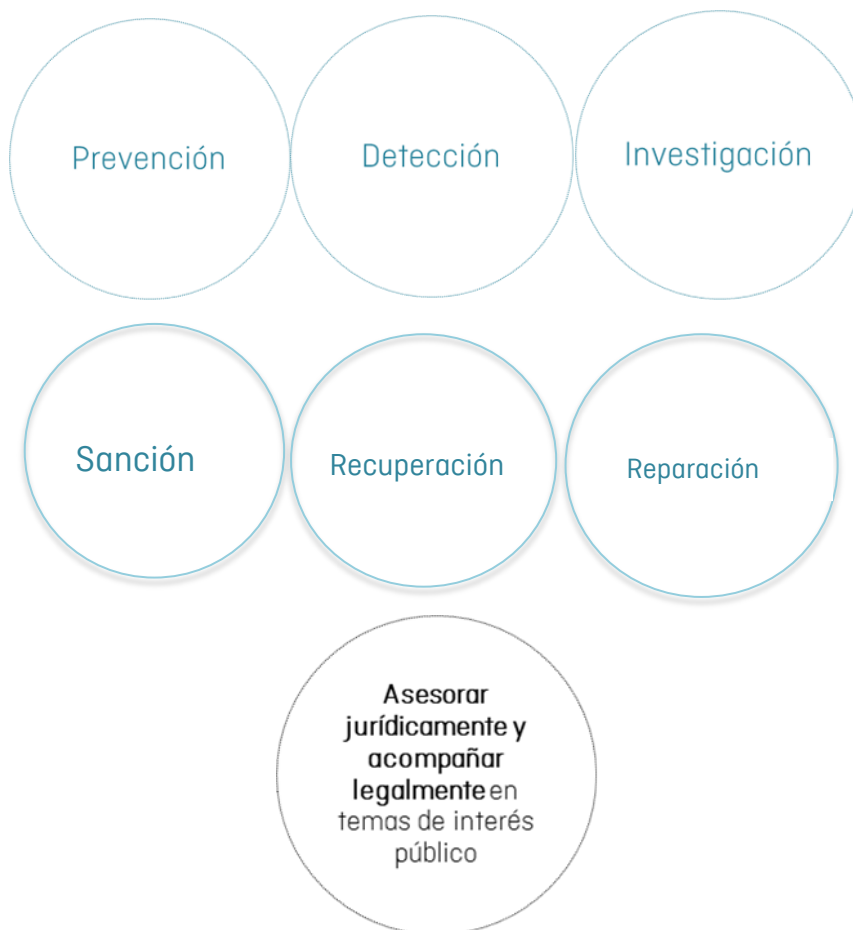 Prevención
Detección
Investigación
Sanción
Recuperación
Reparación
Asesorar
jurídicamente y
acompañar
legalmente en
temas de interés
público